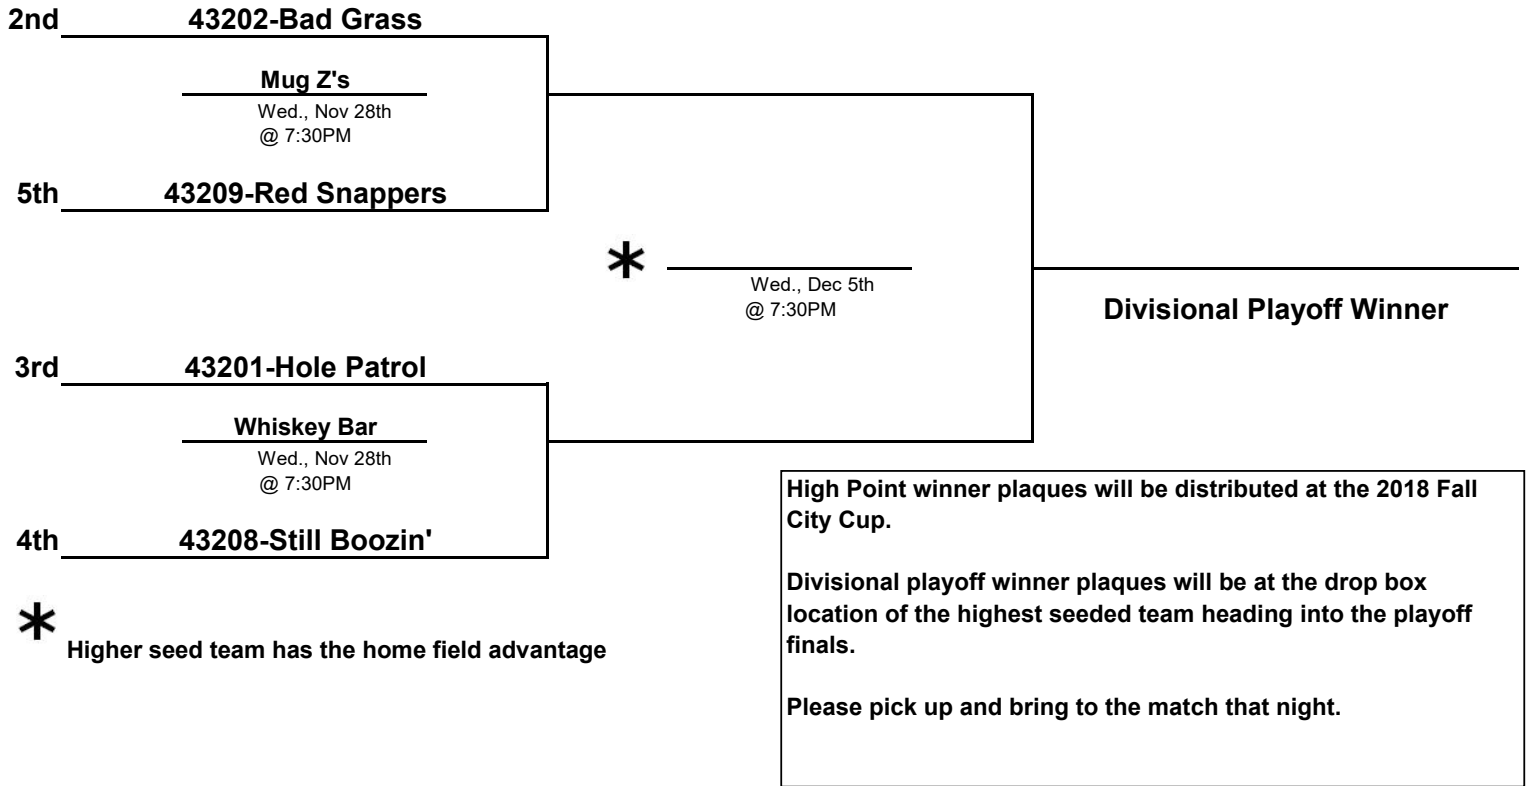 2nd 43202-Bad Grass
Mug Z's
Wed., Nov 28th
@ 7:30PM
5th 43209-Red Snappers
*
Wed., Dec 5th
@ 7:30PM
Divisional Playoff Winner
3rd 43201-Hole Patrol
Whiskey Bar
Wed., Nov 28th
@ 7:30PM
4th 43208-Still Boozin'
* Higher seed team has the home field advantage
High Point winner plaques will be distributed at the 2018 Fall
City Cup.
Divisional playoff winner plaques will be at the drop box
location of the highest seeded team heading into the playoff
finals.
Please pick up and bring to the match that night.